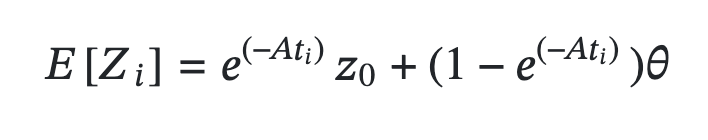 E[Z_i] = e^{(-At_i)} z_0 + (1 - e^{(-At_i)})θ